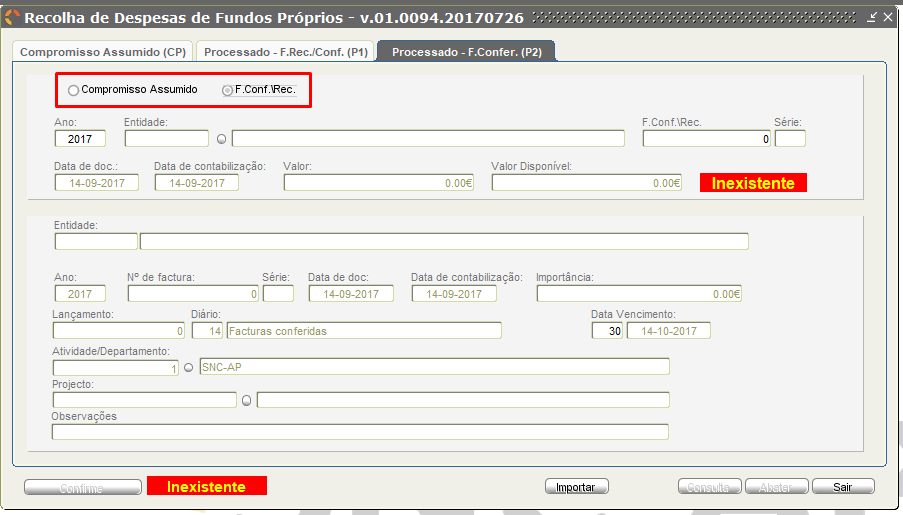 Recolha de Despesas de Fundos Próprios - v.01.0094.20170726
Compromisso Assumido (CP) Processado - F.Rec./Conf. (P1) Processado - F.Confer. (P2)
Compromisso Assumido F.Conf.\Rec.
Ano: Entidade: F.Conf.\Rec. Série:
2017 0
Data de doc.: Data de contabilização: Valor: Valor Disponível:
14-09-2017 14-09-2017 0.00€ 0.00€ Inexistente
Entidade:
Ano: Nº de factura: Série: Data de doc: Data de contabilização: Importância:
2017 0 14-09-2017 14-09-2017 0.00€
Lançamento: Diário: Data Vencimento:
0 14 Facturas conferidas 30 14-10-2017
Atividade/Departamento:
1 SNC-AP
Projecto:
Observações
Confirme Inexistente Importar Consulta Abater Sair